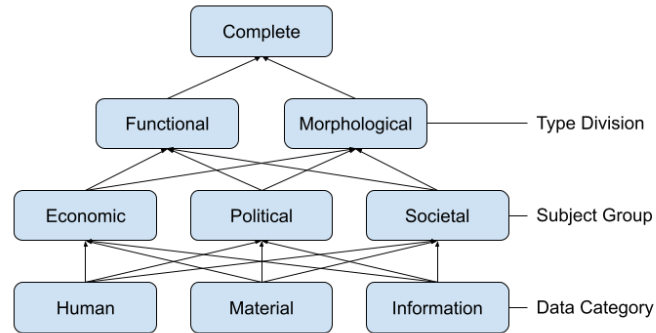 Complete
Functional
Morphological
Type Division
Economic
Political
Societal
Subject Group
Human
Material
Information
Data Category